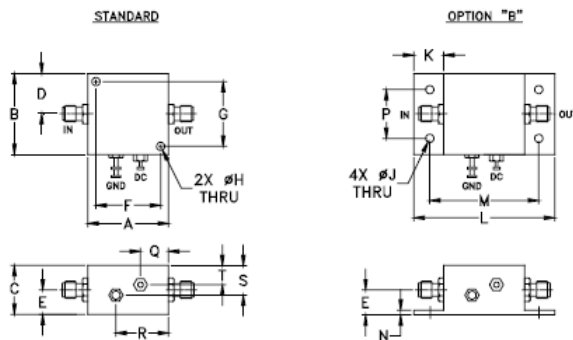 STANDARD
OPTION "B"
B
D
IN
OUT
G
GND
DC
2X øH
THRU
F
A
K
P
IN
OU
4X øJ
THRU
GND
DC
M
L
C
E
Q
T
S
R
E
N